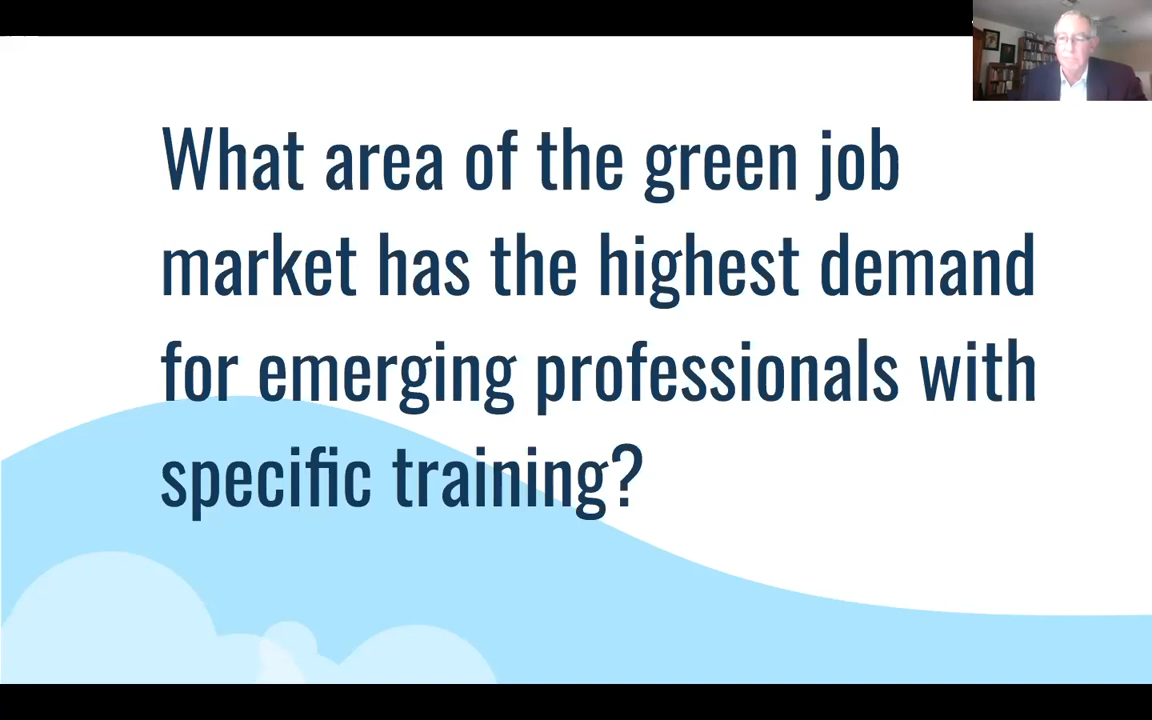 What area of the green job
market has the highest demand
for emerging professionals with
specific training?